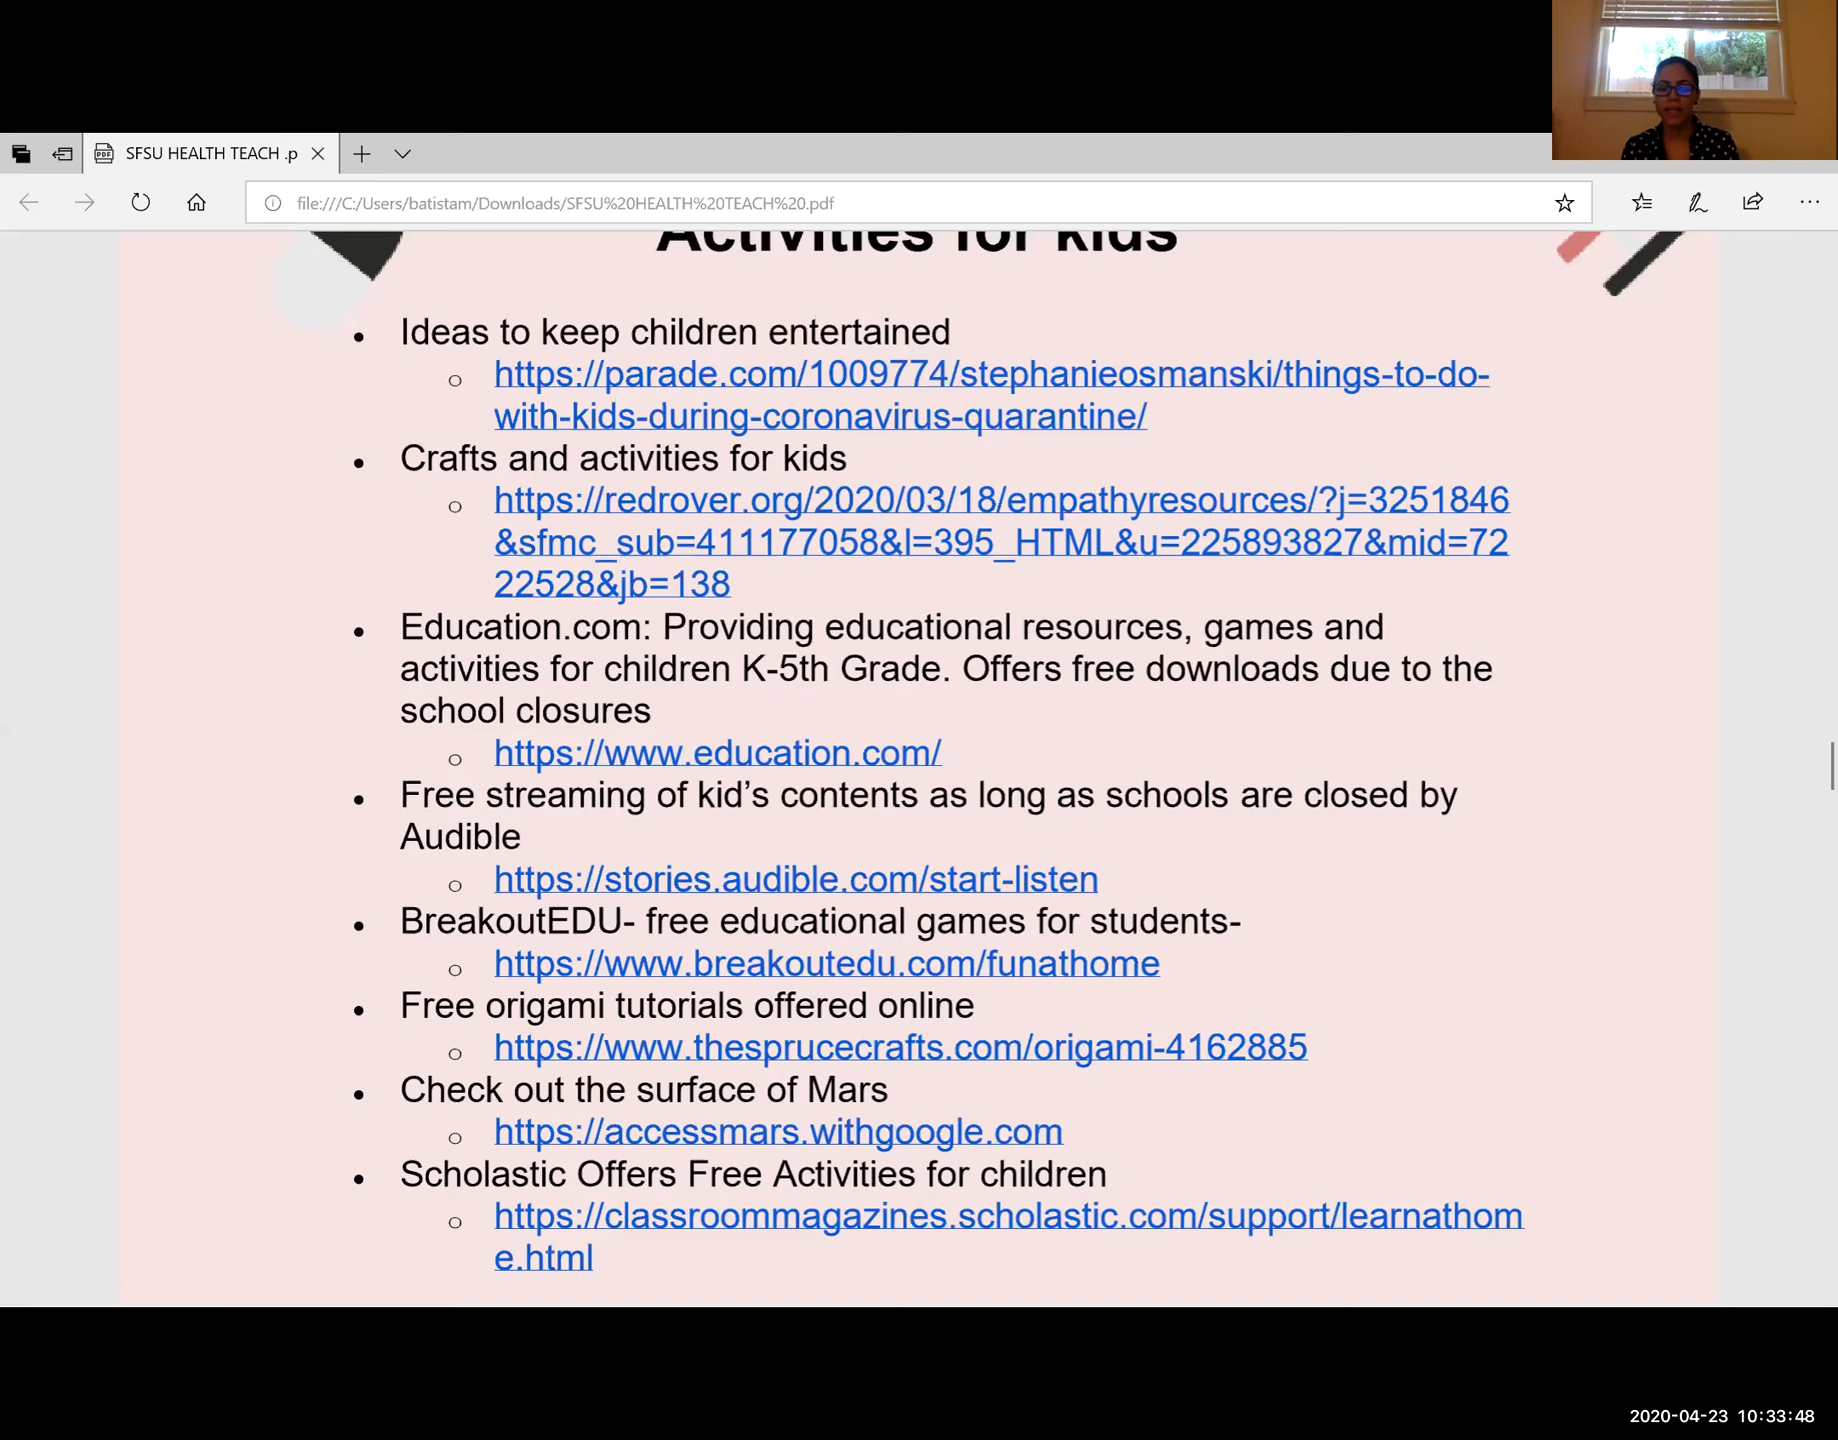 SFSU HEALTH TEACH .p
file:///C:/Users/batistam/Downloads/SFSU%20HEALTH%20TEACH%20.pdf
Activities for kids
Ideas to keep children entertained
https://parade.com/1009774/stephanieosmanski/things-to-do-
with-kids-during-coronavirus-quarantine/
Crafts and activities for kids
https://redrover.org/2020/03/18/empathyresources/?j=3251846
&sfmc_sub=411177058&l=395_HTML&u=225893827&mid=72
22528&jb=138
Education.com: Providing educational resources, games and
activities for children K-5th Grade. Offers free downloads due to the
school closures
https://www.education.com/
Free streaming of kid’s contents as long as schools are closed by
Audible
https://stories.audible.com/start-listen
BreakoutEDU- free educational games for students-
https://www.breakoutedu.com/funathome
Free origami tutorials offered online
https://www.thesprucecrafts.com/origami-4162885
Check out the surface of Mars
https://accessmars.withgoogle.com
Scholastic Offers Free Activities for children
https://classroommagazines.scholastic.com/support/learnathom
e.html
2020-04-23 10:33:48